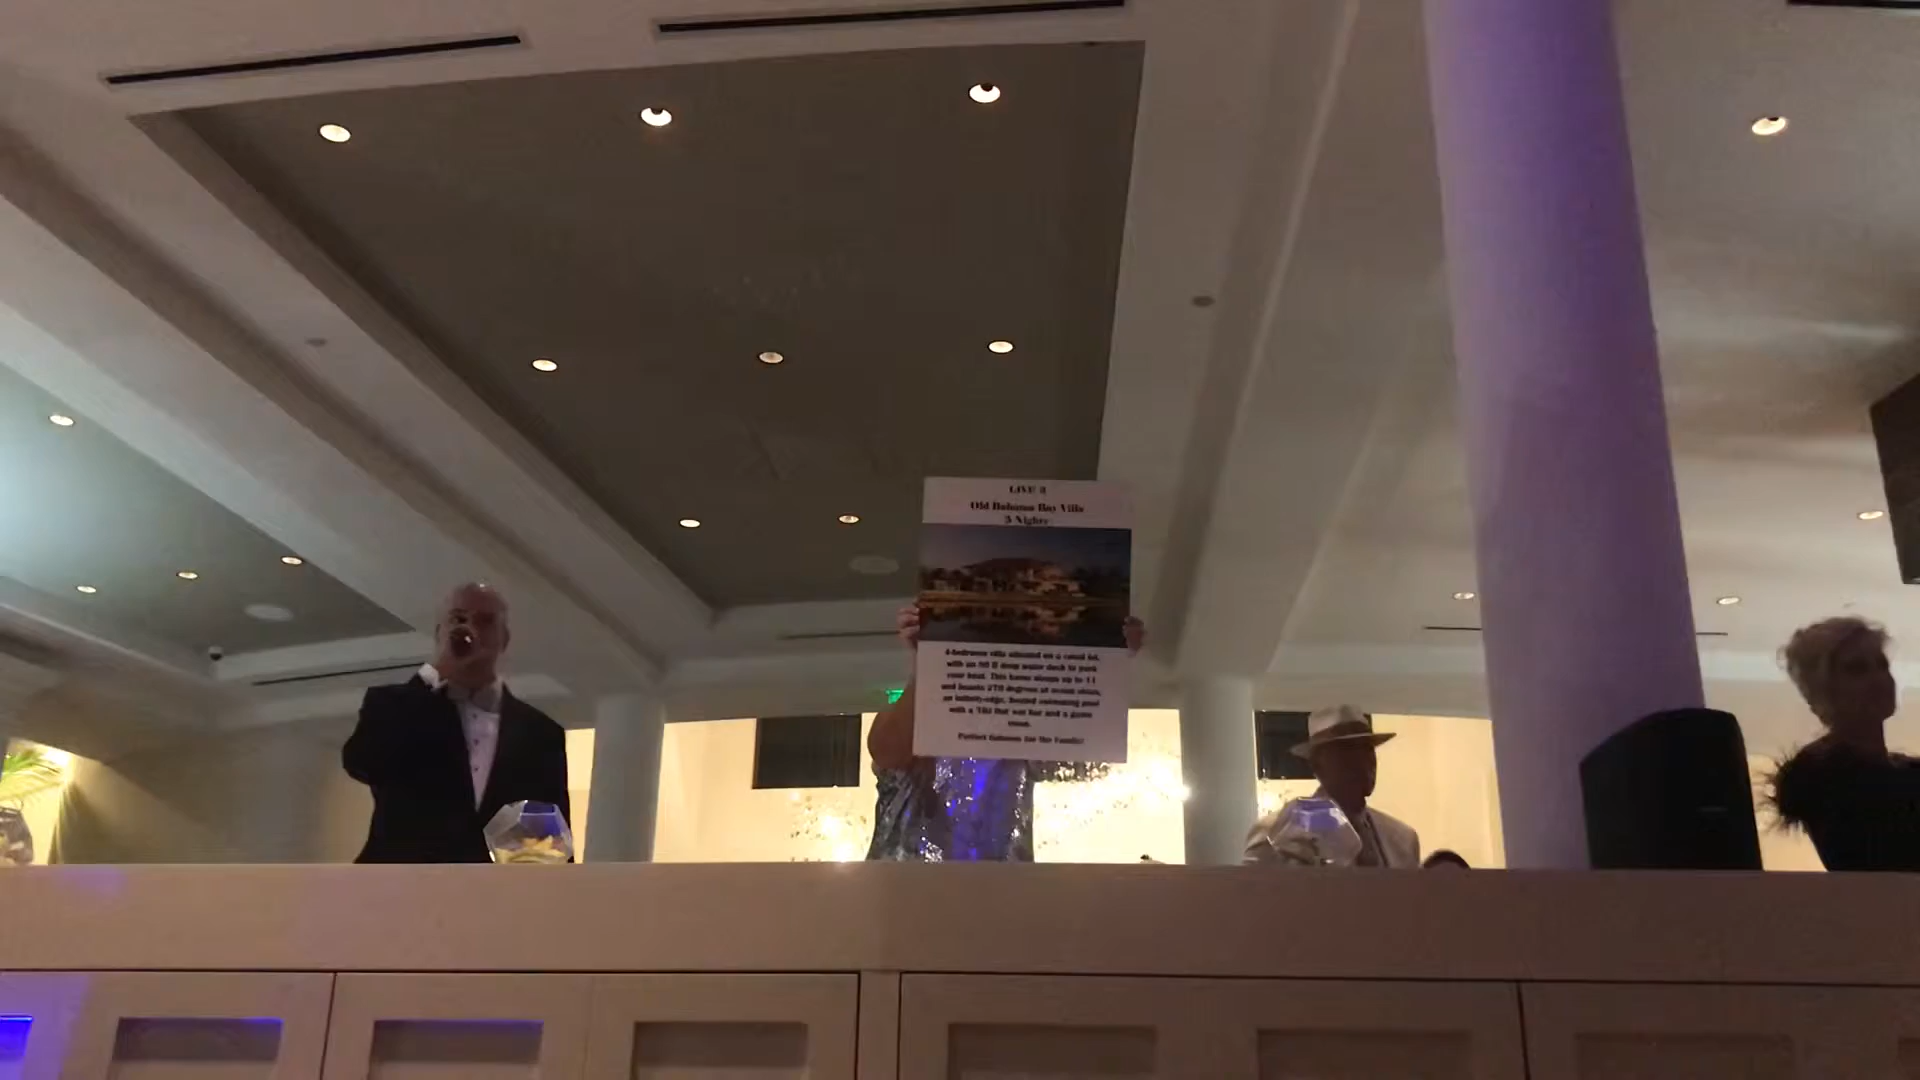 LIVE 3
Old Bahama Bay Villa
5 Nights
4-bedroom villa situated on a canal lot,
with an 80 ft deep water dock to park
your boat. This home sleeps up to 11
and boasts 270 degrees of ocean views,
an infinity-edge, heated swimming pool
with a Tiki Hut wet bar and a game
room.
Perfect Getaway for the Family!